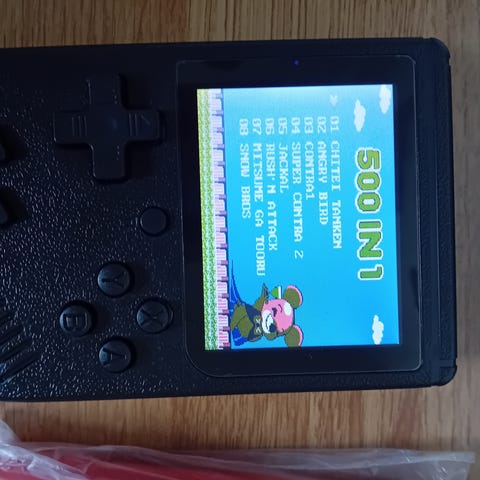 500 IN 1
01 CHITEI TANKEN
02 ANGRY BIRD
03 CONTRA1
04 SUPER CONTRA 2
05 JACKAL
06 RUSH'N ATTACK
07 MITSUME GA TOORU
08 SNOW BROS
Y
X
B
A